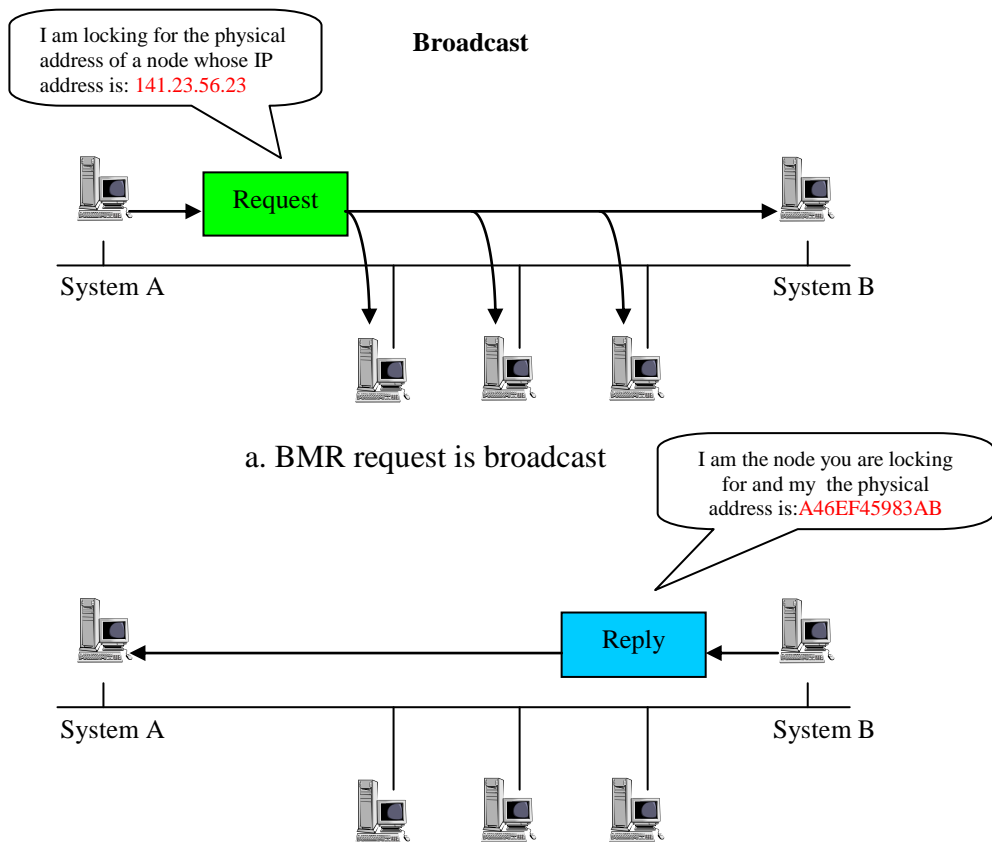 I am locking for the physical
address of a node whose IP
address is: 141.23.56.23
Broadcast
Request
System A
System B
a. BMR request is broadcast
I am the node you are locking
for and my the physical
address is:A46EF45983AB
Reply
System A
System B